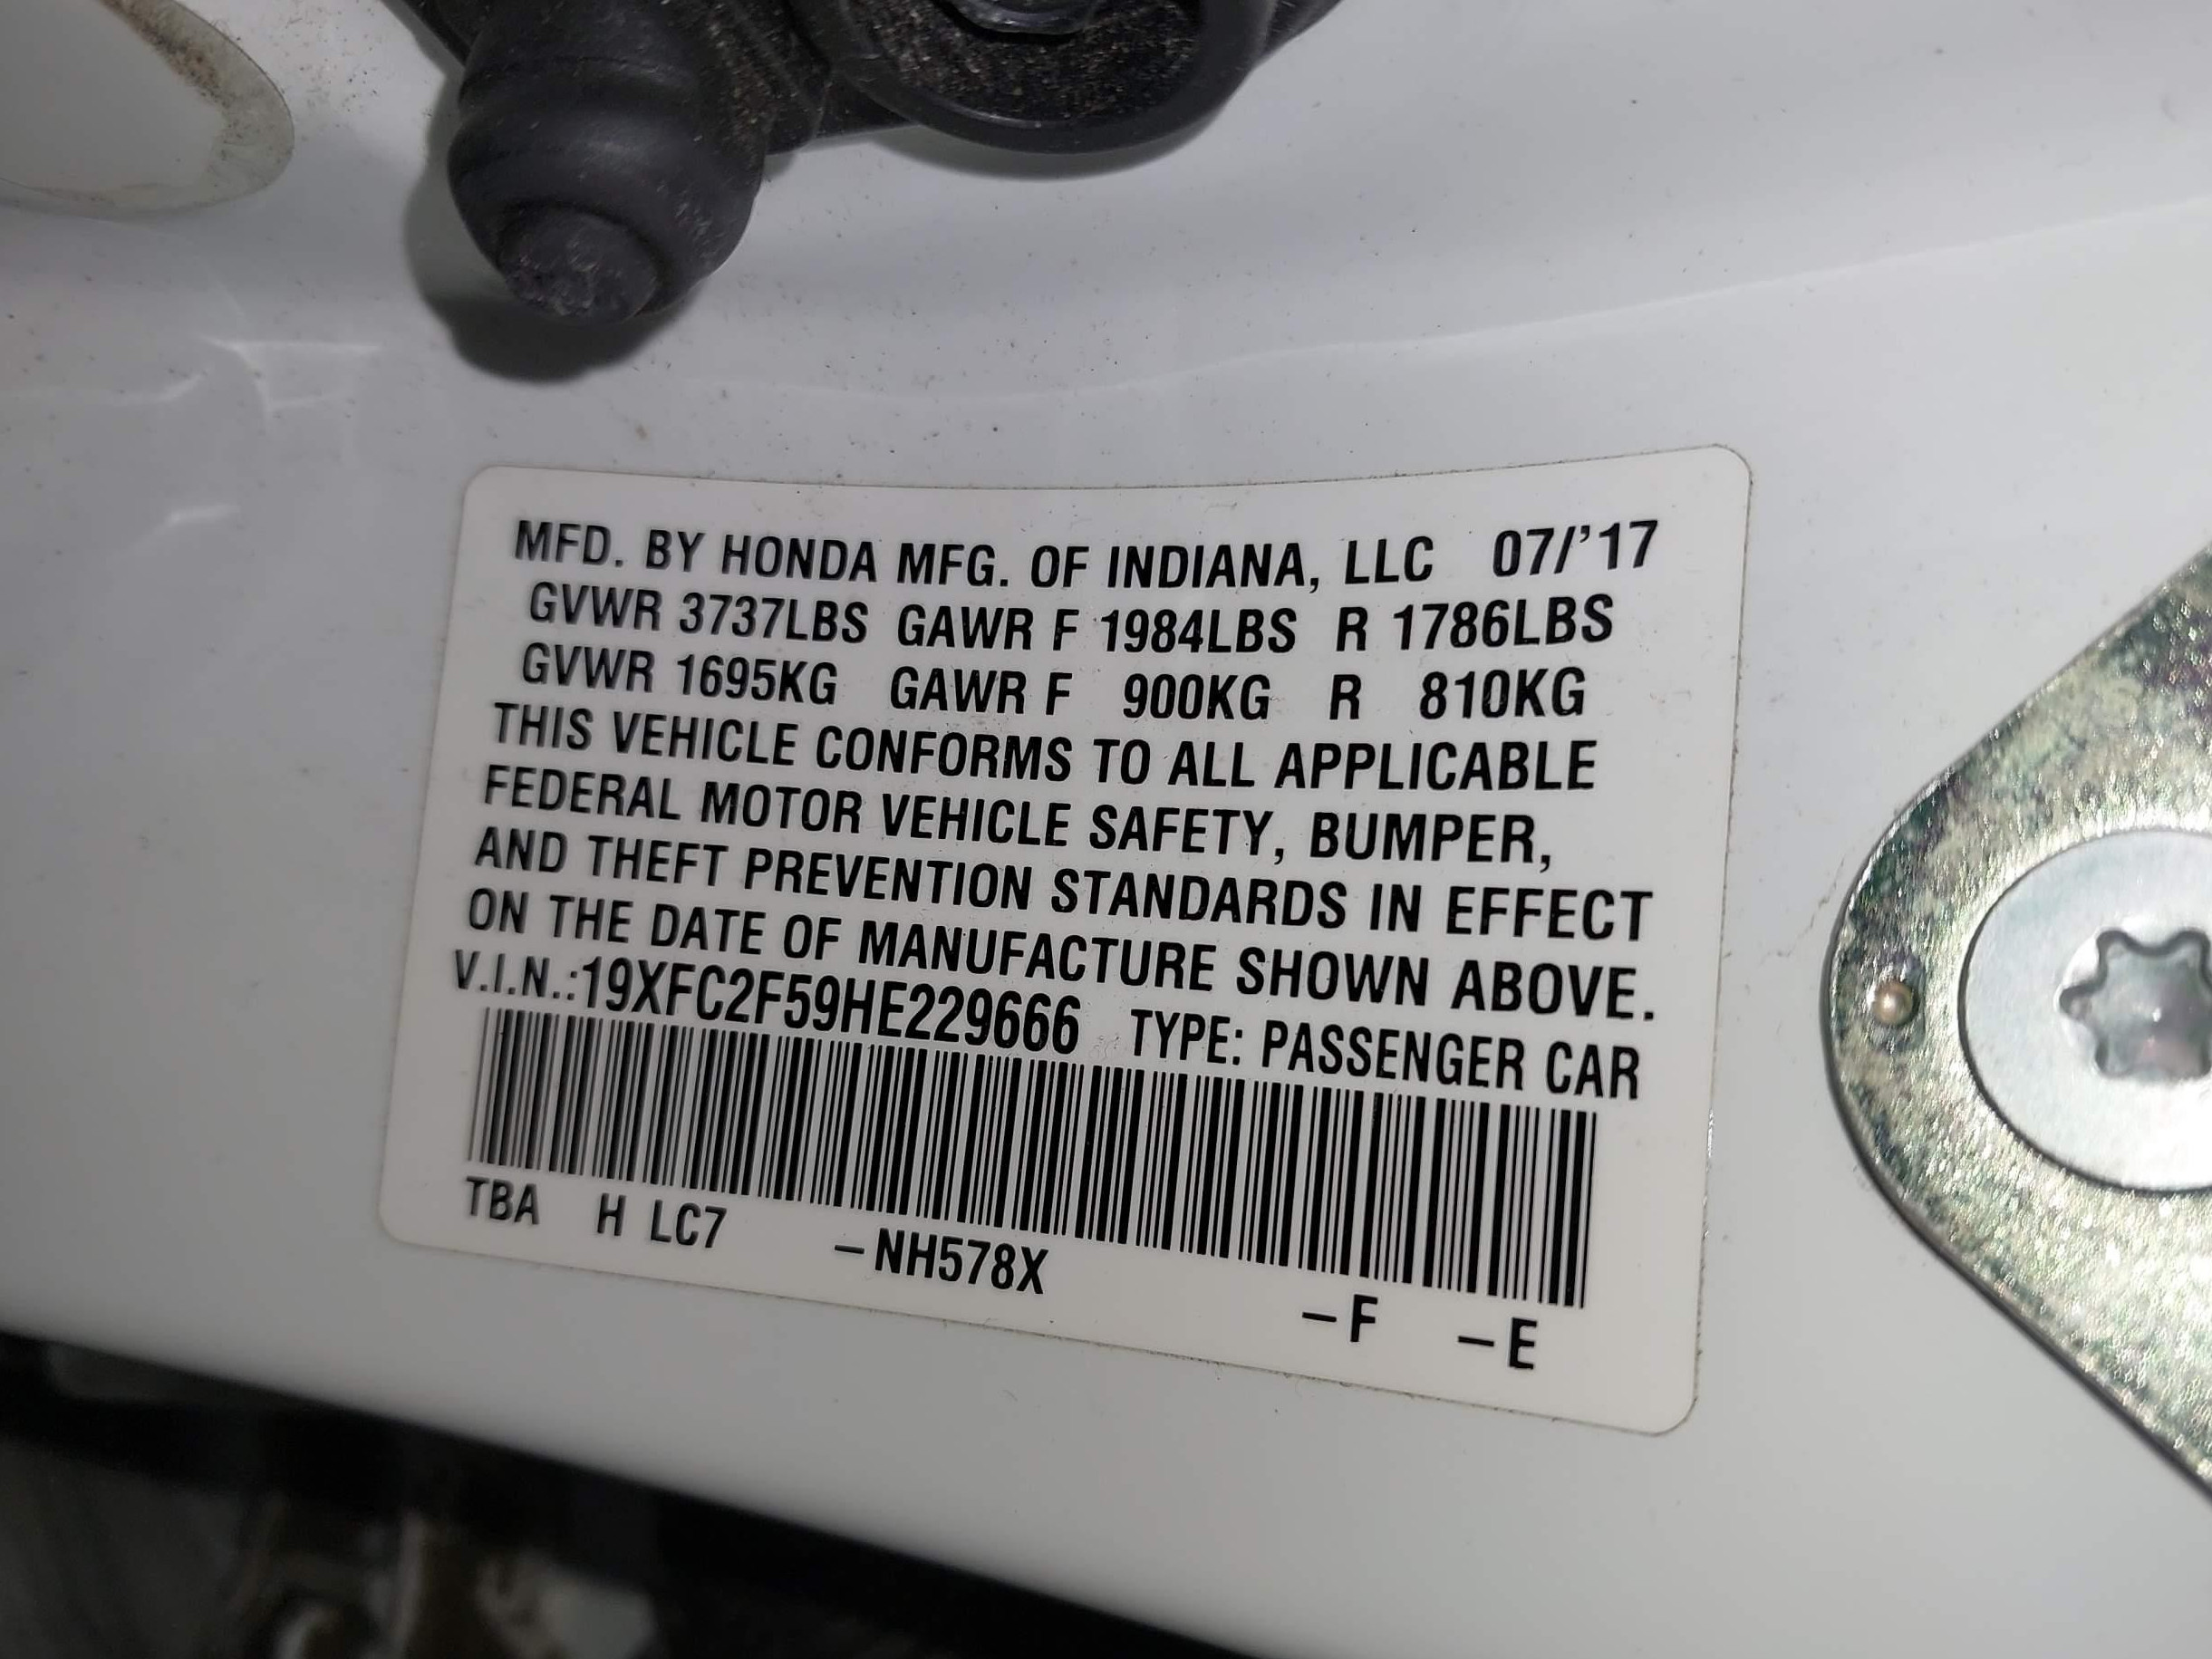 MFD. BY HONDA MFG. OF INDIANA, LLC 07/'17
GVWR 3737LBS GAWR F 1984LBS R 1786LBS
GVWR 1695KG GAWR F 900KG R 810KG
THIS VEHICLE CONFORMS TO ALL APPLICABLE
FEDERAL MOTOR VEHICLE SAFETY, BUMPER,
AND THEFT PREVENTION STANDARDS IN EFFECT
ON THE DATE OF MANUFACTURE SHOWN ABOVE.
V.I.N.:19XFC2F59HE229666 TYPE: PASSENGER CAR
TBA H LC7 –NH578X –F –E